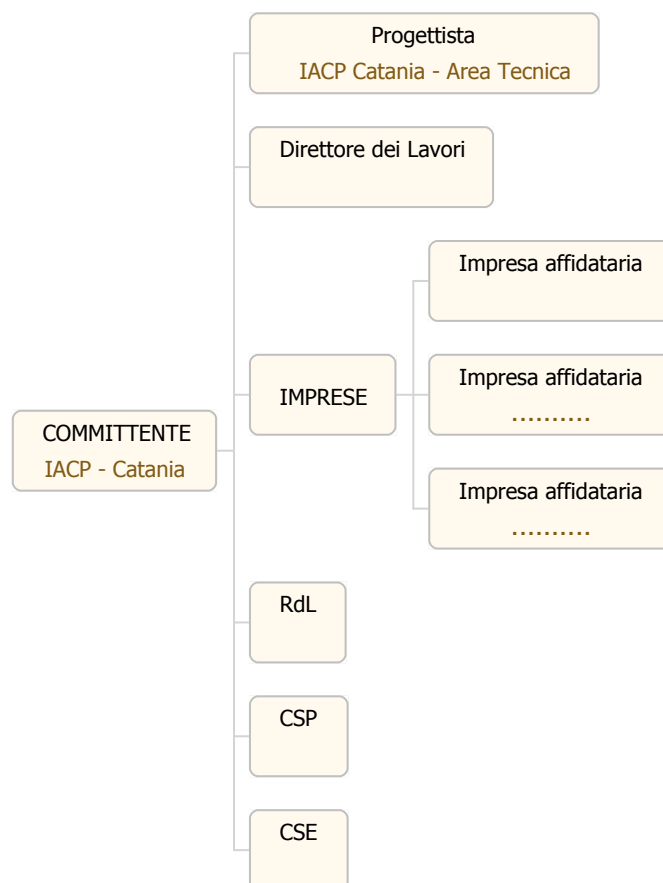 Progettista
IACP Catania - Area Tecnica
Direttore dei Lavori
Impresa affidataria
IMPRESE
Impresa affidataria
..........
COMMITTENTE
IACP - Catania
Impresa affidataria
..........
RdL
CSP
CSE